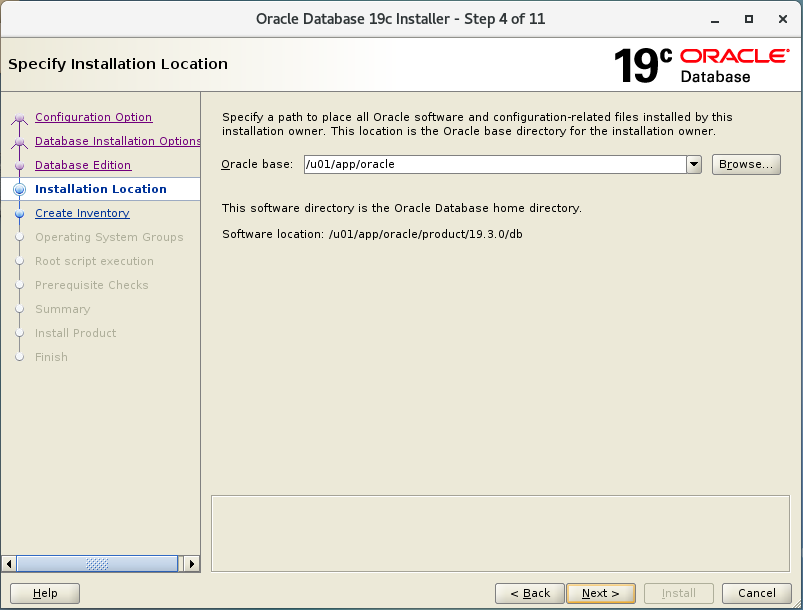 Oracle Database 19c Installer - Step 4 of 11
Specify Installation Location
19c ORACLE
Database
Configuration Option
Database Installation Options
Database Edition
Installation Location
Create Inventory
Operating System Groups
Root script execution
Prerequisite Checks
Summary
Install Product
Finish
Specify a path to place all Oracle software and configuration-related files installed by this
installation owner. This location is the Oracle base directory for the installation owner.
Oracle base: /u01/app/oracle Browse...
This software directory is the Oracle Database home directory.
Software location: /u01/app/oracle/product/19.3.0/db
Help < Back Next > Install Cancel